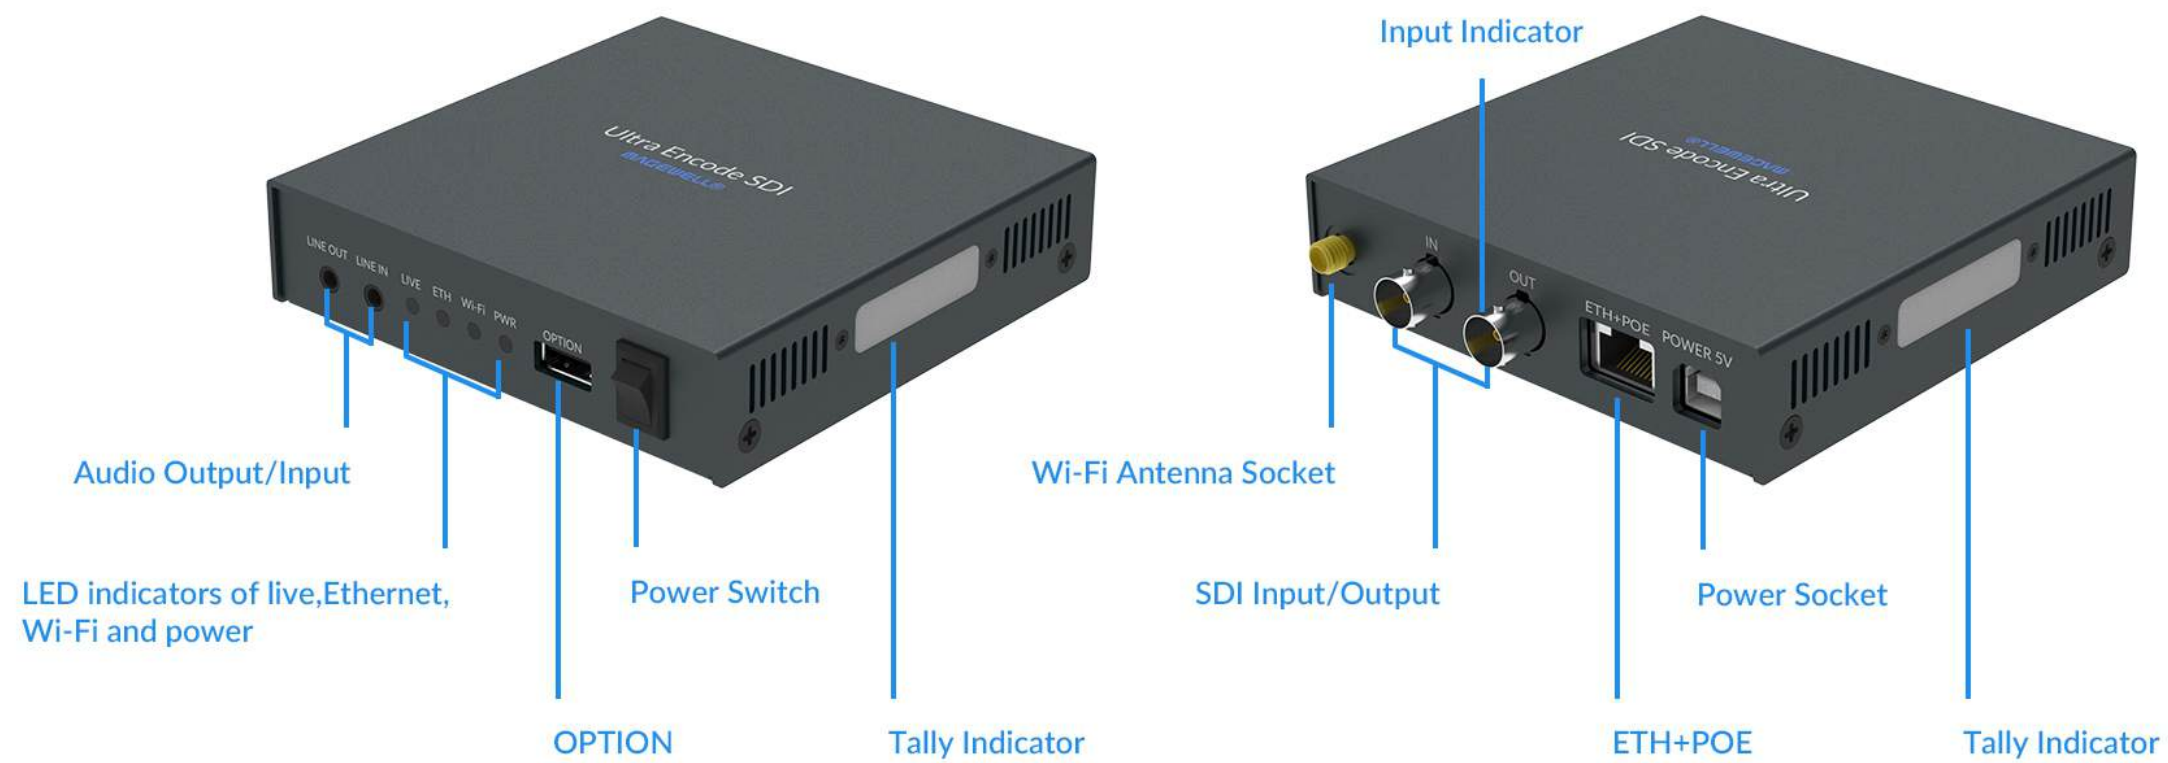 Ultra Encode SDI
MAGEWELL®
LINE OUT
LINE IN
LIVE
ETH
Wi-Fi
PWR
OPTION
Audio Output/Input
LED indicators of live,Ethernet,
Wi-Fi and power
OPTION
Power Switch
Tally Indicator
Input Indicator
Ultra Encode SDI
MAGEWELL®
IN
OUT
ETH+POE
POWER 5V
Wi-Fi Antenna Socket
SDI Input/Output
ETH+POE
Power Socket
Tally Indicator